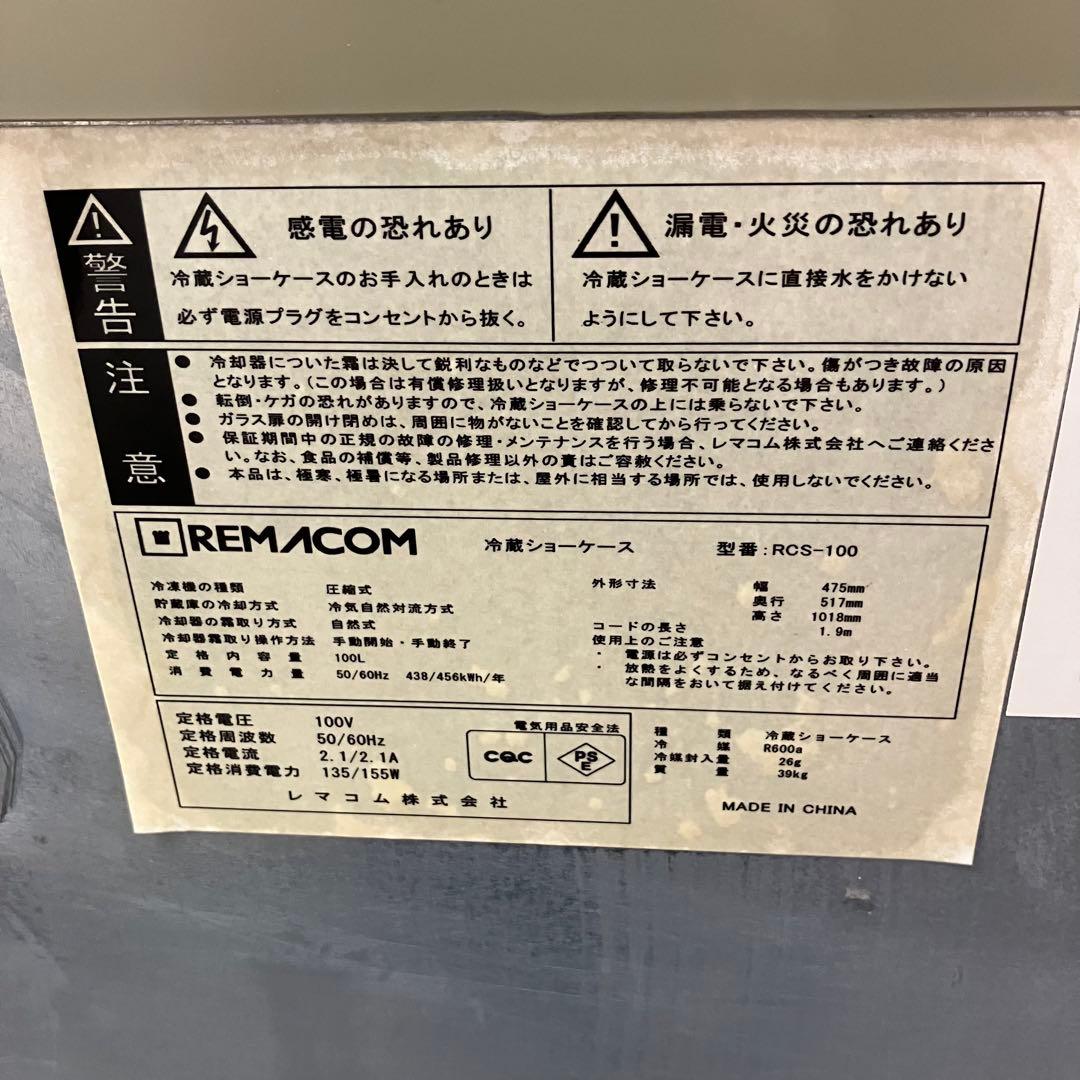 警告
感電の恐れあり
冷蔵ショーケースのお手入れのときは
必ず電源プラグをコンセントから抜く。
漏電・火災の恐れあり
冷蔵ショーケースに直接水をかけない
ようにして下さい。
注意
● 冷却器についた霜は決して鋭利なものなどでつついて取らないで下さい。傷がつき故障の原因
となります。(この場合は有償修理扱いとなりますが、修理不可能となる場合もあります。)
● 転倒・ケガの恐れがありますので、冷蔵ショーケースの上には乗らないで下さい。
● ガラス扉の開け閉めは、周囲に物がないことを確認してから行ってください。
● 保証期間中の正規の故障の修理・メンテナンスを行う場合、レマコム株式会社へご連絡くださ
い。なお、食品の補償等、製品修理以外の責はご容赦ください。
● 本品は、極寒、極暑になる場所または、屋外に相当する場所では、使用しないでください。
REMACOM 冷蔵ショーケース 型番:RCS-100
冷凍機の種類 圧縮式
貯蔵庫の冷却方式 冷気自然対流方式
冷却器の霜取り方式 自然式
冷却器霜取り操作方法 手動開始・手動終了
定格内容量 100L
消費電力量 50/60Hz 438/456kWh/年
外形寸法 幅 475mm
奥行 517mm
高さ 1018mm
コードの長さ 1.9m
使用上のご注意
・ 電源は必ずコンセントからお取り下さい。
・ 放熱をよくするため、なるべく周囲に適当
な間隔をおいて据え付けてください。
定格電圧 100V
定格周波数 50/60Hz
定格電流 2.1/2.1A
定格消費電力 135/155W
レマコム株式会社
電気用品安全法
CQC
PSE
種類 冷蔵ショーケース
冷媒 R600a
冷媒封入量 26g
質量 39kg
MADE IN CHINA